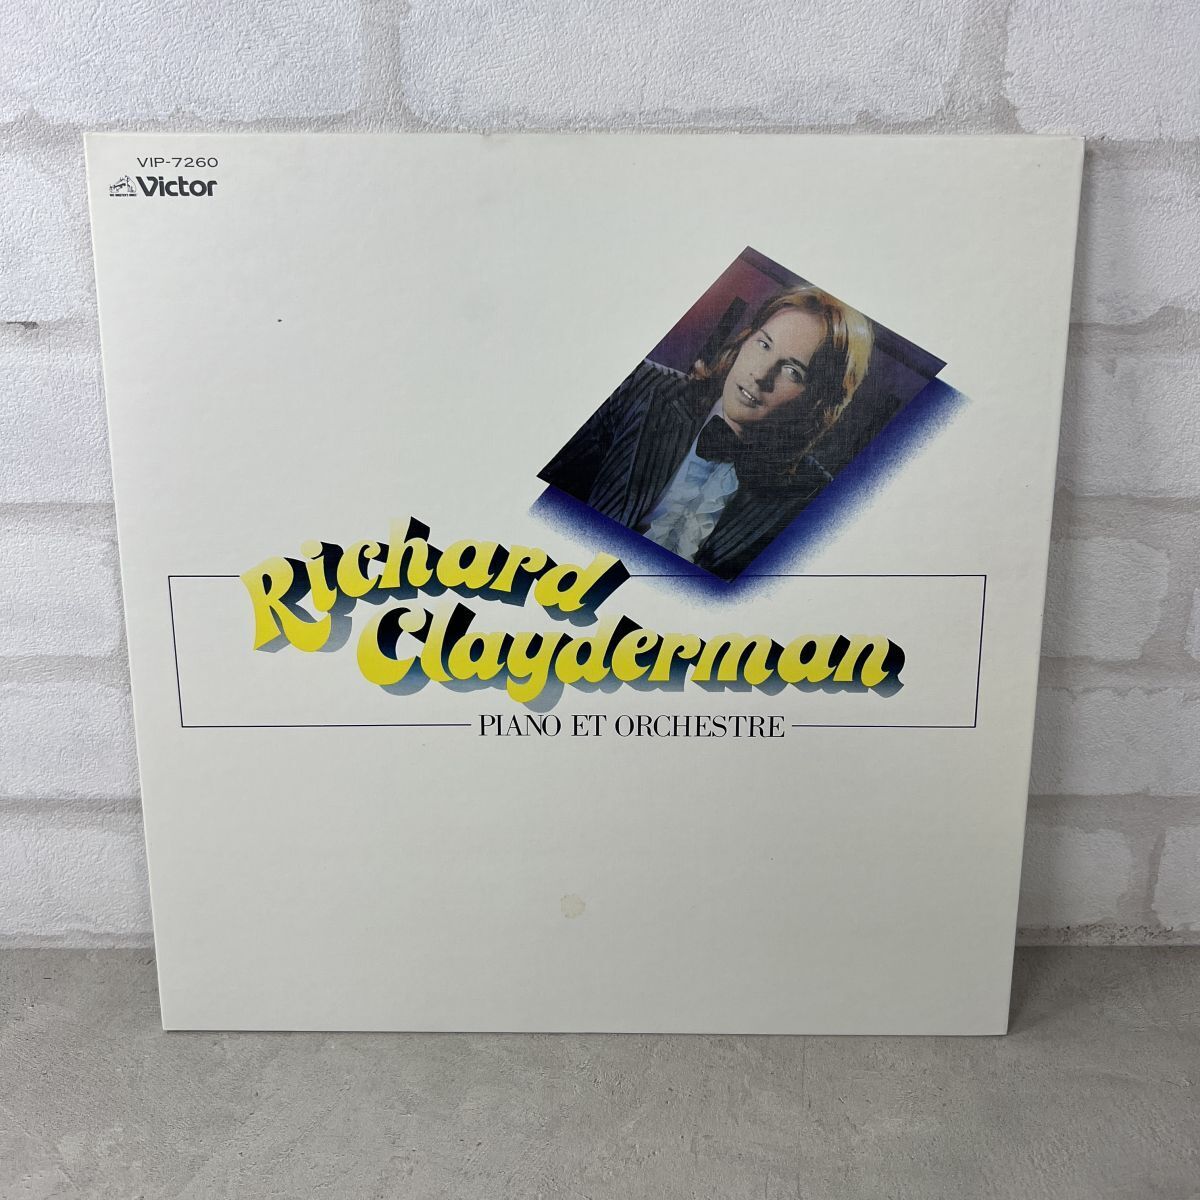 VIP-7260
Victor
Richard
Clayderman
PIANO ET ORCHESTRE